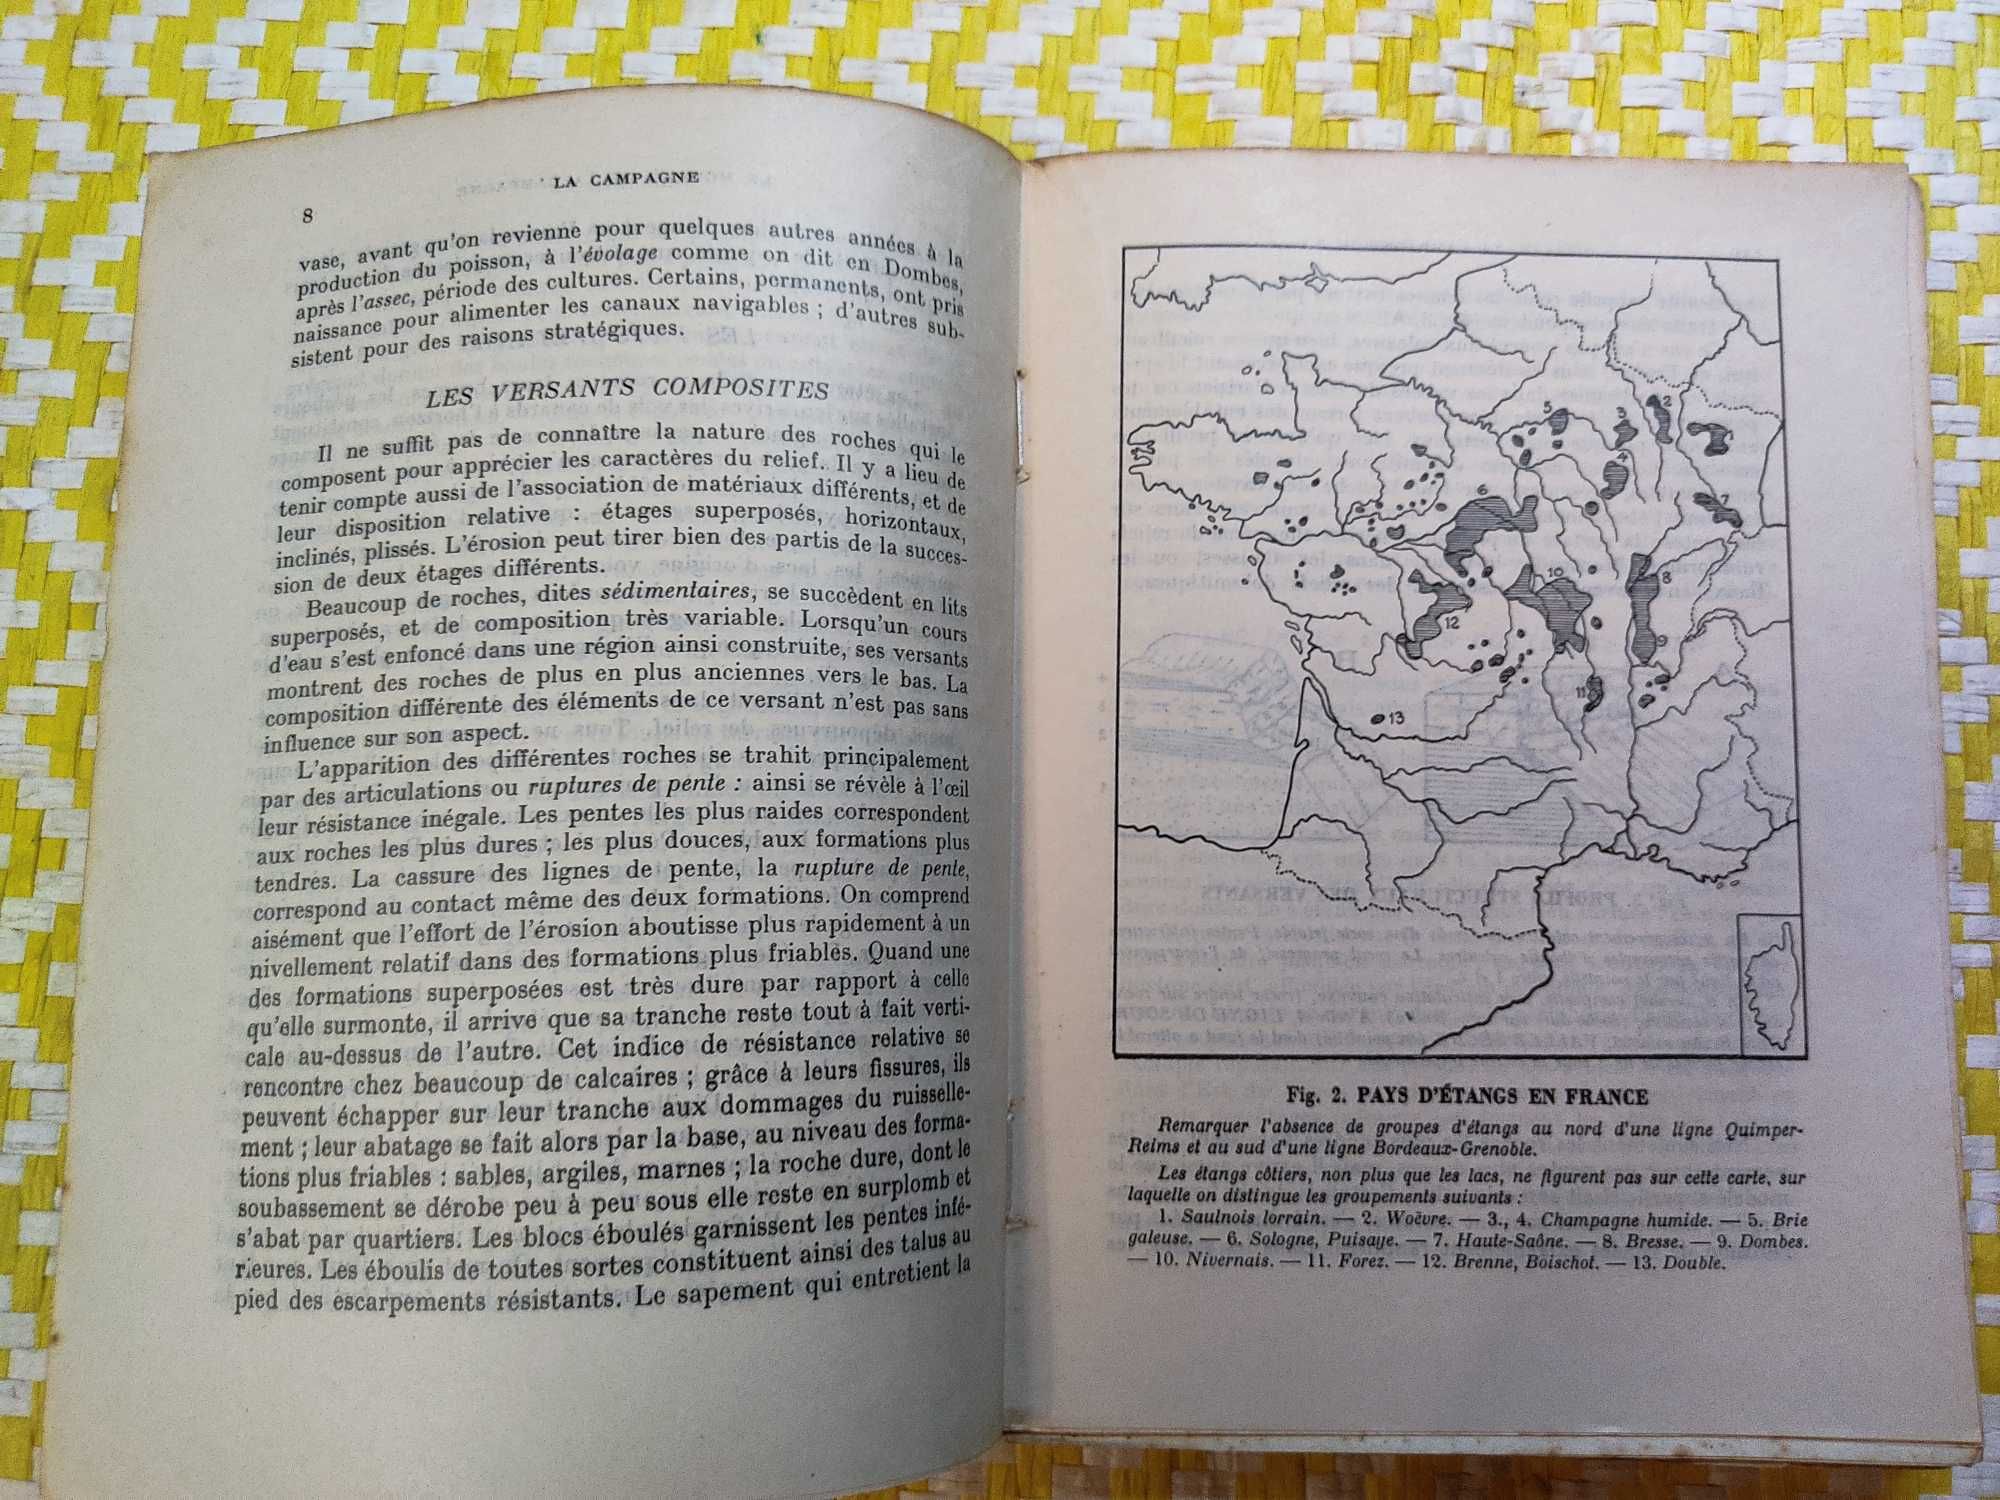 LA CAMPAGNE
8
vase, avant qu'on revienne pour quelques autres années à la
production du poisson, à l'évolage comme on dit en Dombes,
après l'assec, période des cultures. Certains, permanents, ont pris
naissance pour alimenter les canaux navigables ; d'autres sub-
sistent pour des raisons stratégiques.
LES VERSANTS COMPOSITES
Il ne suffit pas de connaître la nature des roches qui le
composent pour apprécier les caractères du relief. Il y a lieu de
tenir compte aussi de l'association de matériaux différents, et de
leur disposition relative : étages superposés, horizontaux,
inclinés, plissés. L'érosion peut tirer bien des partis de la succes-
sion de deux étages différents.
Beaucoup de roches, dites sédimentaires, se succèdent en lits
superposés, et de composition très variable. Lorsqu'un cours
d'eau s'est enfoncé dans une région ainsi construite, ses versants
montrent des roches de plus en plus anciennes vers le bas. La
composition différente des éléments de ce versant n'est pas sans
influence sur son aspect.
L'apparition des différentes roches se trahit principalement
par des articulations ou ruptures de pente : ainsi se révèle à l'œil
leur résistance inégale. Les pentes les plus raides correspondent
aux roches les plus dures ; les plus douces, aux formations plus
tendres. La cassure des lignes de pente, la rupture de pente,
correspond au contact même des deux formations. On comprend
aisément que l'effort de l'érosion aboutisse plus rapidement à un
nivellement relatif dans des formations plus friables. Quand une
des formations superposées est très dure par rapport à celle
qu'elle surmonte, il arrive que sa tranche reste tout à fait verti-
cale au-dessus de l'autre. Cet indice de résistance relative se
rencontre chez beaucoup de calcaires ; grâce à leurs fissures, ils
peuvent échapper sur leur tranche aux dommages du ruisselle-
ment ; leur abatage se fait alors par la base, au niveau des forma-
tions plus friables : sables, argiles, marnes ; la roche dure, dont le
soubassement se dérobe peu à peu sous elle reste en surplomb et
s'abat par quartiers. Les blocs éboulés garnissent les pentes infé-
rieures. Les éboulis de toutes sortes constituent ainsi des talus au
pied des escarpements résistants. Le sapement qui entretient la
5
3
2
4
6
7
1
10
8
12
9
11
13
Fig. 2. PAYS D'ÉTANGS EN FRANCE
Remarquer l'absence de groupes d'étangs au nord d'une ligne Quimper-
Reims et au sud d'une ligne Bordeaux-Grenoble.
Les étangs côtiers, non plus que les lacs, ne figurent pas sur cette carte, sur
laquelle on distingue les groupements suivants :
1. Saulnois lorrain. — 2. Woëvre. — 3., 4. Champagne humide. — 5. Brie
galeuse. — 6. Sologne, Puisaye. — 7. Haute-Saône. — 8. Bresse. — 9. Dombes.
— 10. Nivernais. — 11. Forez. — 12. Brenne, Boischot. — 13. Double.